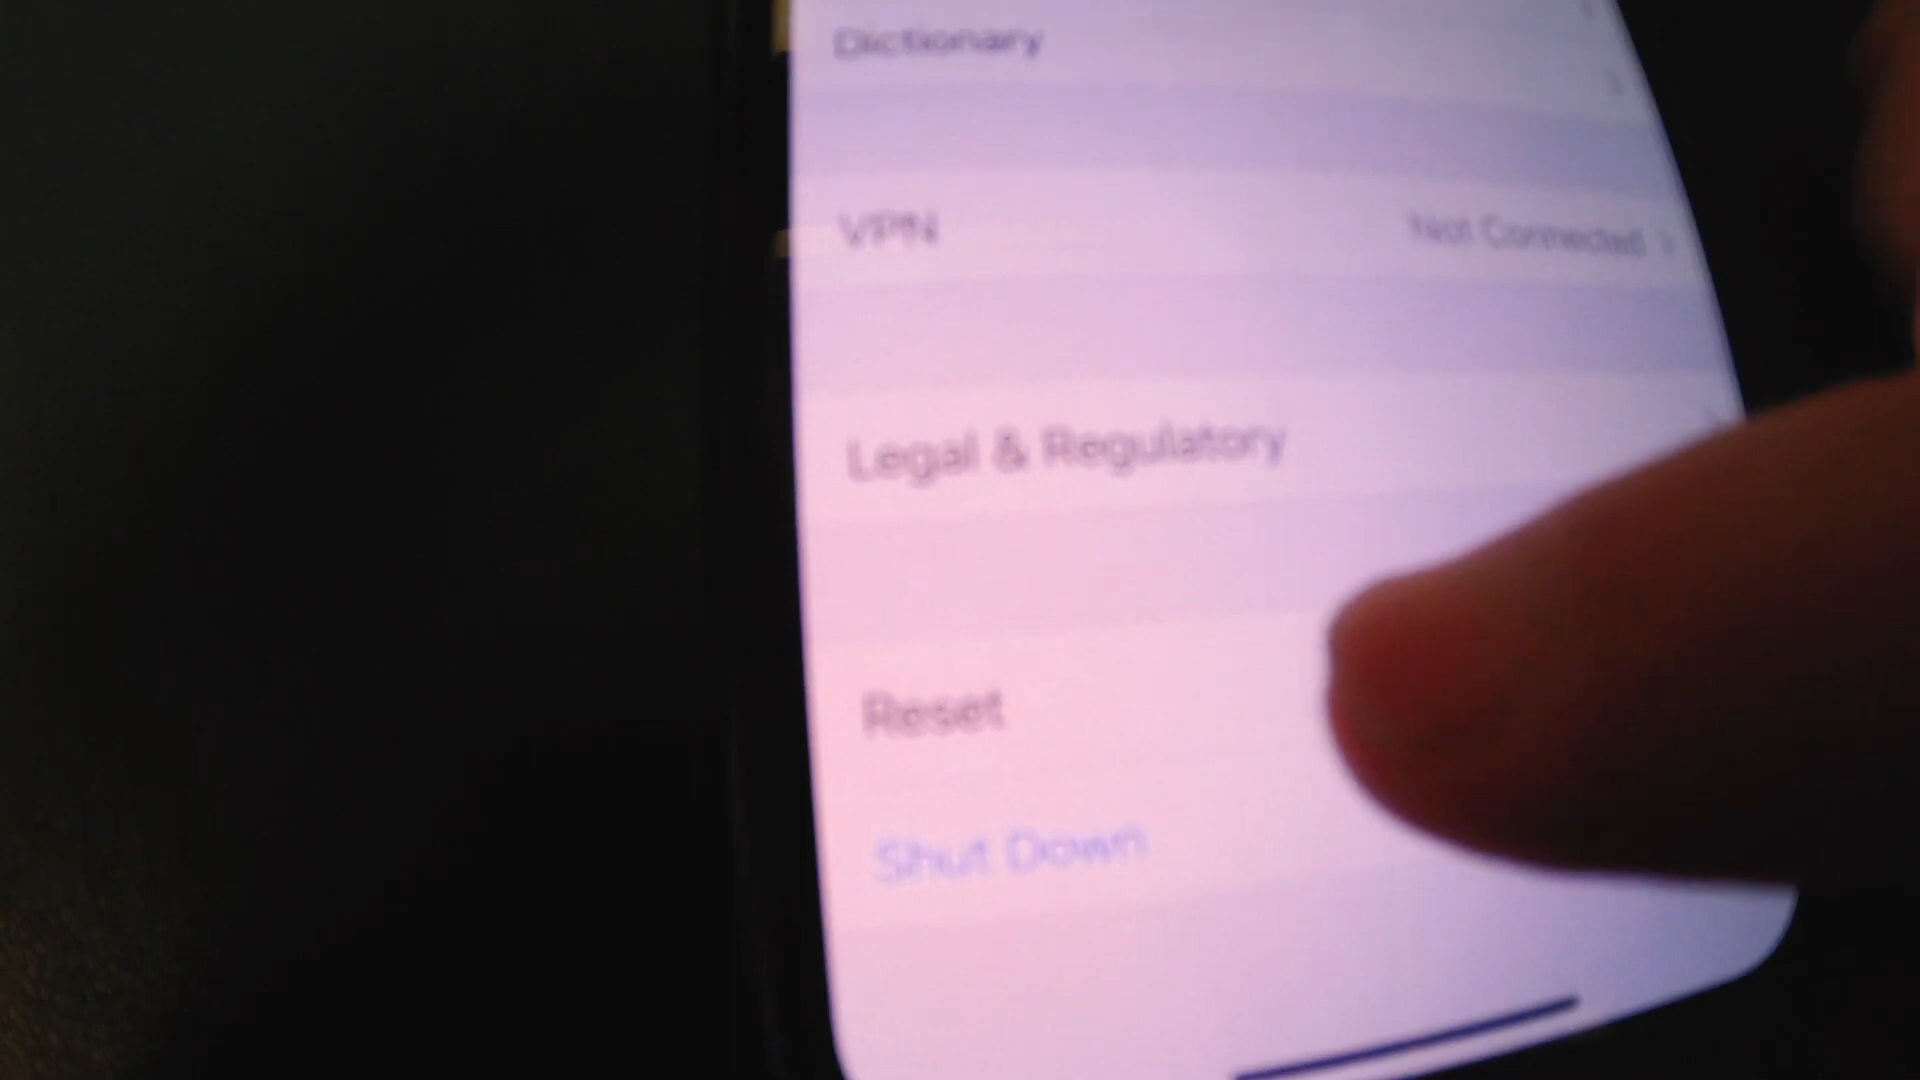 Dictionary
VPN Not Connected
Legal & Regulatory
Reset
Shut Down